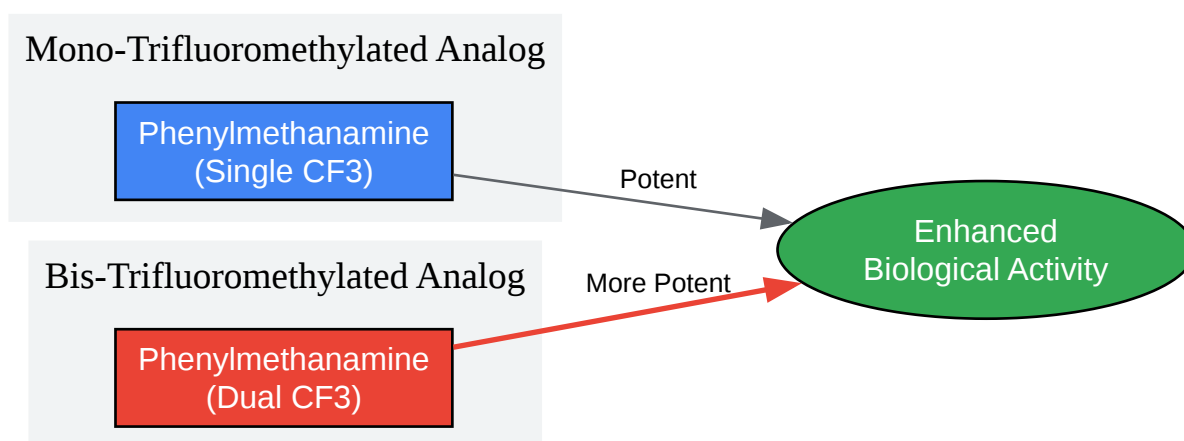 Mono-Trifluoromethylated Analog
Phenylmethanamine
(Single CF3)
Potent
Enhanced
Biological Activity
Bis-Trifluoromethylated Analog
More Potent
Phenylmethanamine
(Dual CF3)